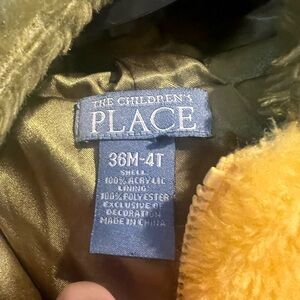 THE CHILDREN'S
PLACE
36M-4T
SHELL:
100% ACRYLIC
LINING:
100% POLYESTER
EXCLUSIVE OF
DECORATION
MADE IN CHINA